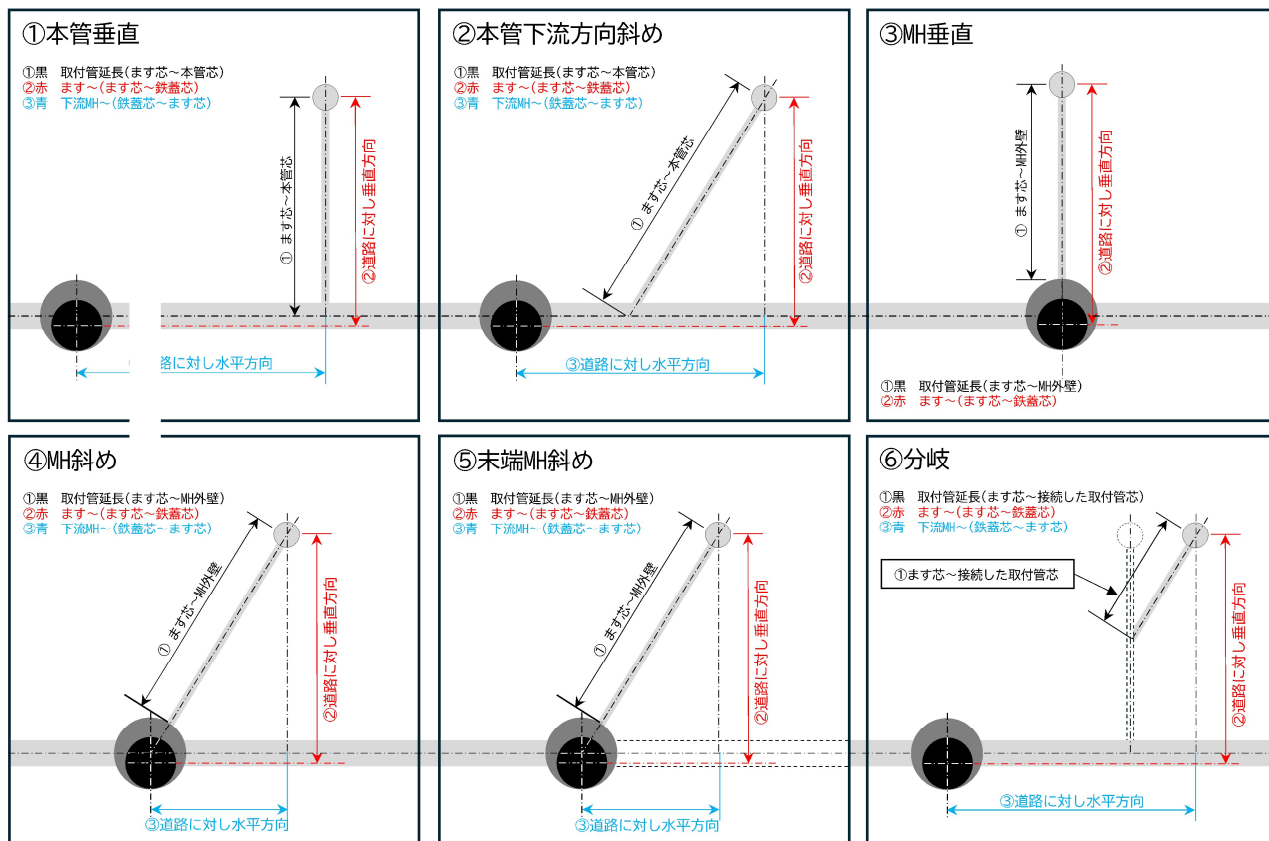 ①本管垂直
①黒 取付管延長(ます芯～本管芯)
②赤 ます～(ます芯～鉄蓋芯)
③青 下流MH～(鉄蓋芯～ます芯)
① ます芯～本管芯
②道路に対し垂直方向
路に対し水平方向
②本管下流方向斜め
①黒 取付管延長(ます芯～本管芯)
②赤 ます～(ます芯～鉄蓋芯)
③青 下流MH～(鉄蓋芯～ます芯)
① ます芯～本管芯
②道路に対し垂直方向
③道路に対し水平方向
③MH垂直
① ます芯～MH外壁
②道路に対し垂直方向
①黒 取付管延長(ます芯～MH外壁)
②赤 ます～(ます芯～鉄蓋芯)
④MH斜め
①黒 取付管延長(ます芯～MH外壁)
②赤 ます～(ます芯～鉄蓋芯)
③青 下流MH～(鉄蓋芯～ます芯)
① ます芯～MH外壁
②道路に対し垂直方向
③道路に対し水平方向
⑤末端MH斜め
①黒 取付管延長(ます芯～MH外壁)
②赤 ます～(ます芯～鉄蓋芯)
③青 下流MH～(鉄蓋芯～ます芯)
① ます芯～MH外壁
②道路に対し垂直方向
③道路に対し水平方向
⑥分岐
①黒 取付管延長(ます芯～接続した取付管芯)
②赤 ます～(ます芯～鉄蓋芯)
③青 下流MH～(鉄蓋芯～ます芯)
①ます芯～接続した取付管芯
②道路に対し垂直方向
③道路に対し水平方向